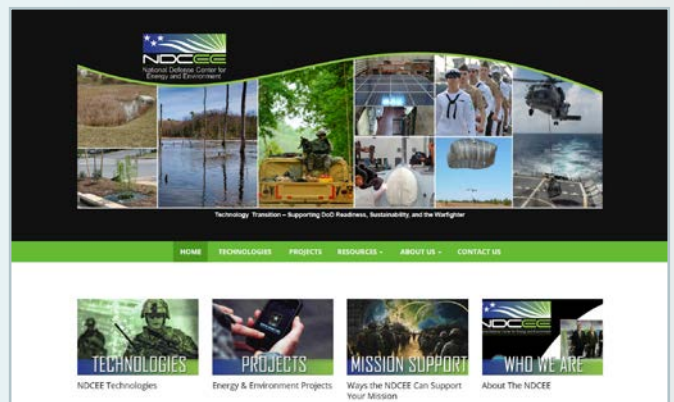 NDCEE
National Defense Center for
Energy and Environment
Technology Transition – Supporting DoD Readiness, Sustainability, and the Warfighter
HOME TECHNOLOGIES PROJECTS RESOURCES ABOUT US CONTACT US
TECHNOLOGIES PROJECTS MISSION SUPPORT NDCEE WHO WE ARE
NDCEE Technologies Energy & Environment Projects Ways the NDCEE Can Support About The NDCEE
Your Mission